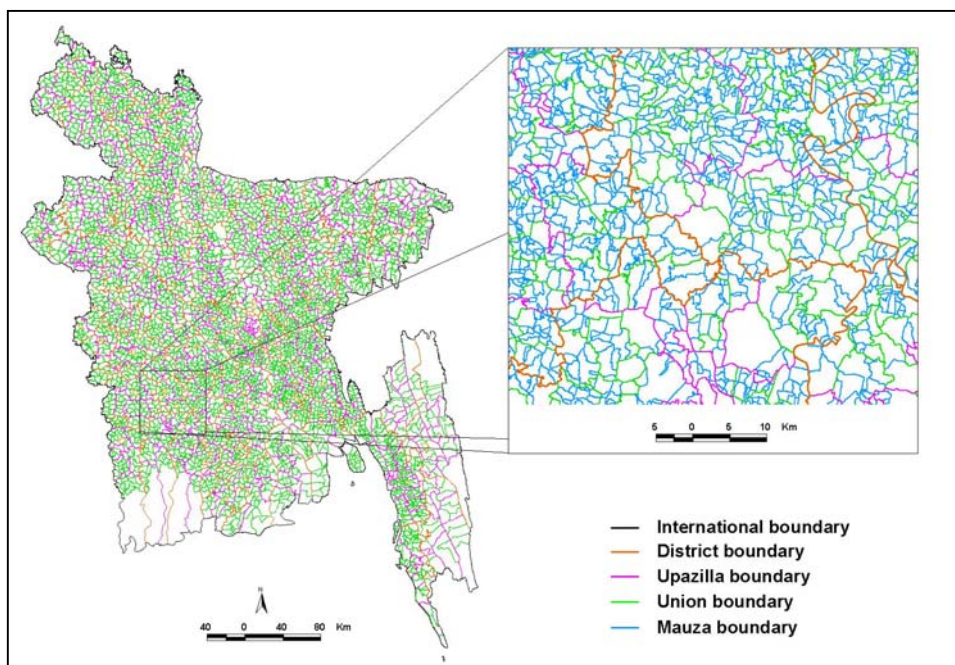 5 0 5 10 Km
International boundary
District boundary
Upazilla boundary
Union boundary
Mauza boundary
N
40 0 40 80 Km